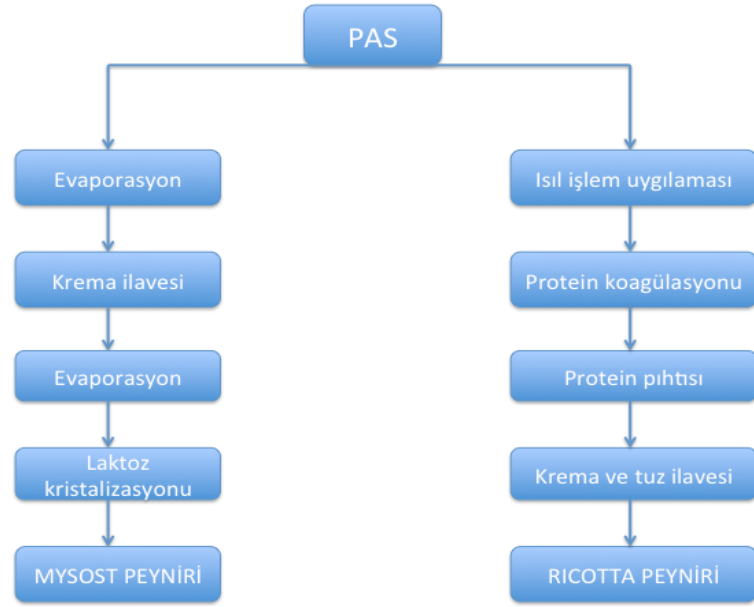 PAS
Evaporasyon
Krema ilavesi
Evaporasyon
Laktoz
kristalizasyonu
MYSOST PEYNİRİ
Isıl işlem uygılaması
Protein koagülasyonu
Protein pıhtısı
Krema ve tuz ilavesi
RICOTTA PEYNİRİ